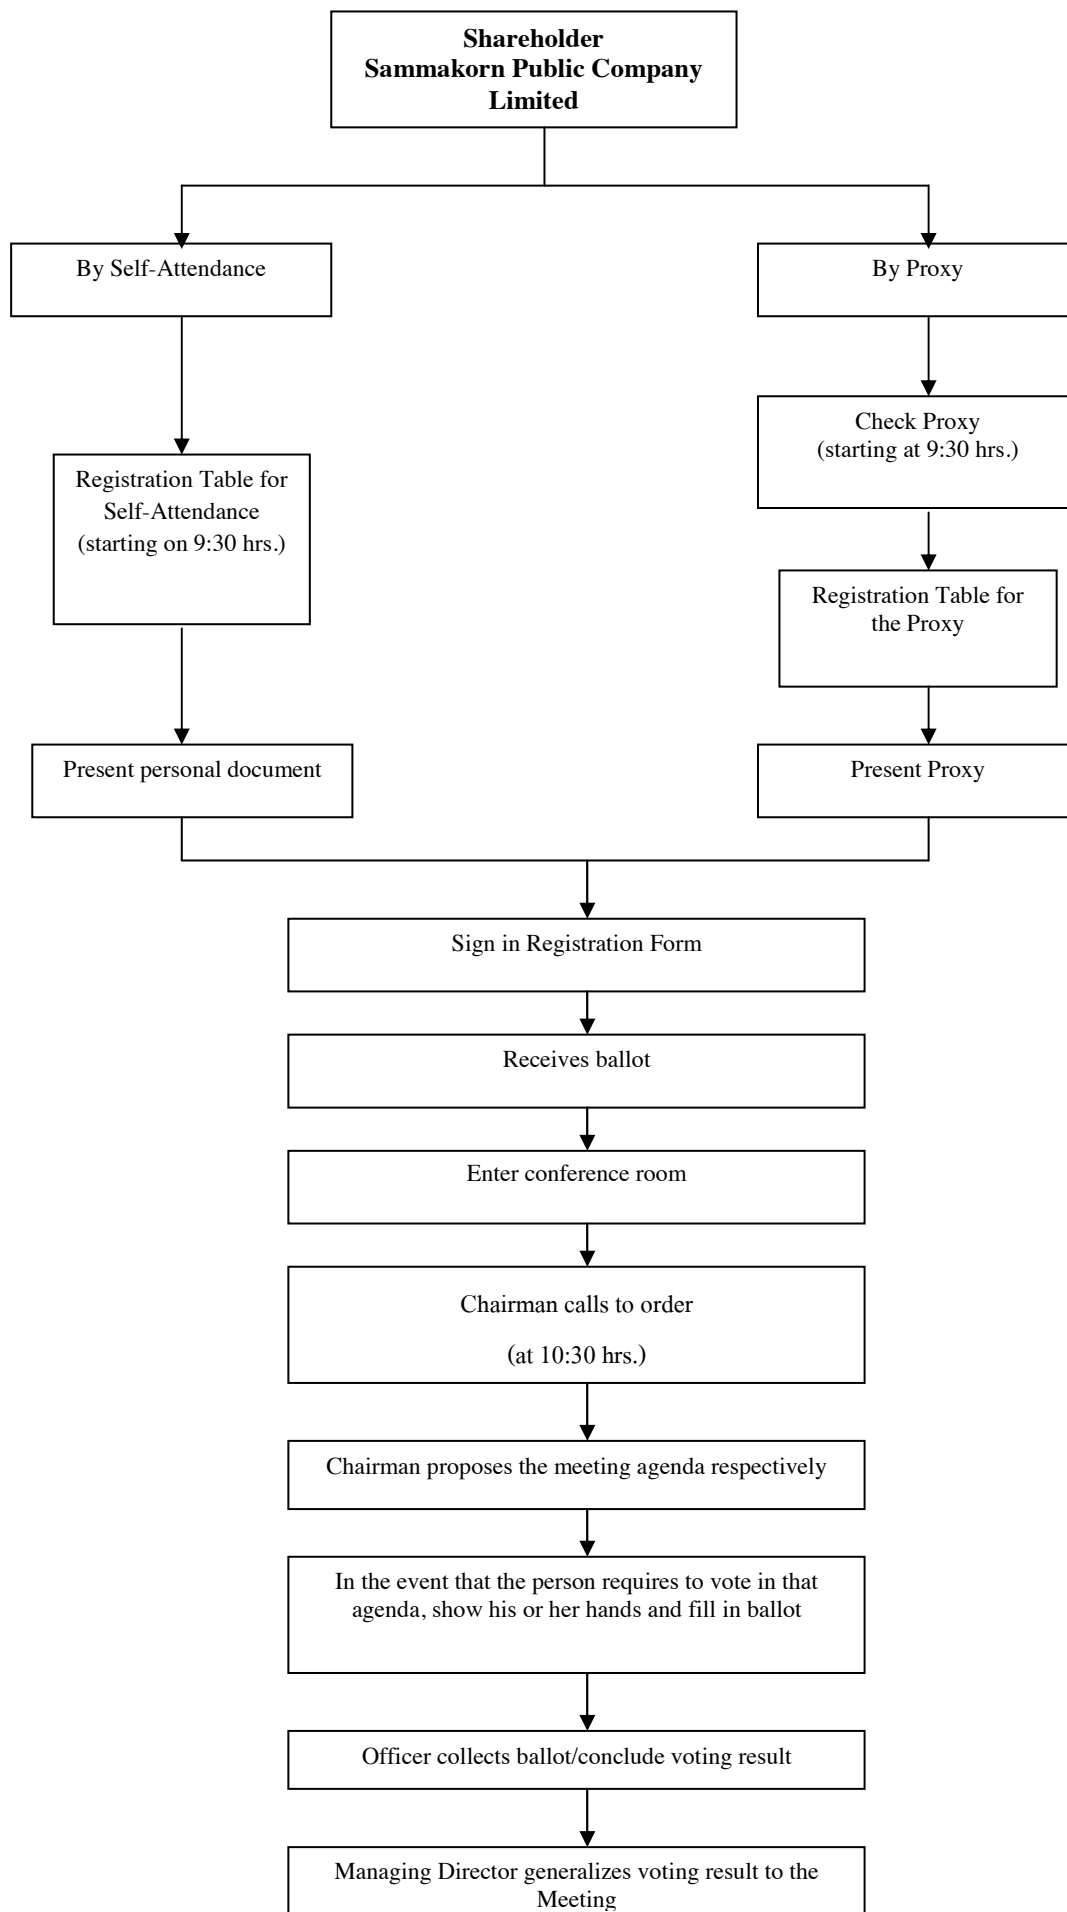 Shareholder
Sammakorn Public Company
Limited
By Self-Attendance
By Proxy
Check Proxy
(starting at 9:30 hrs.)
Registration Table for
Self-Attendance
(starting on 9:30 hrs.)
Registration Table for
the Proxy
Present personal document
Present Proxy
Sign in Registration Form
Receives ballot
Enter conference room
Chairman calls to order
(at 10:30 hrs.)
Chairman proposes the meeting agenda respectively
In the event that the person requires to vote in that
agenda, show his or her hands and fill in ballot
Officer collects ballot/conclude voting result
Managing Director generalizes voting result to the
Meeting